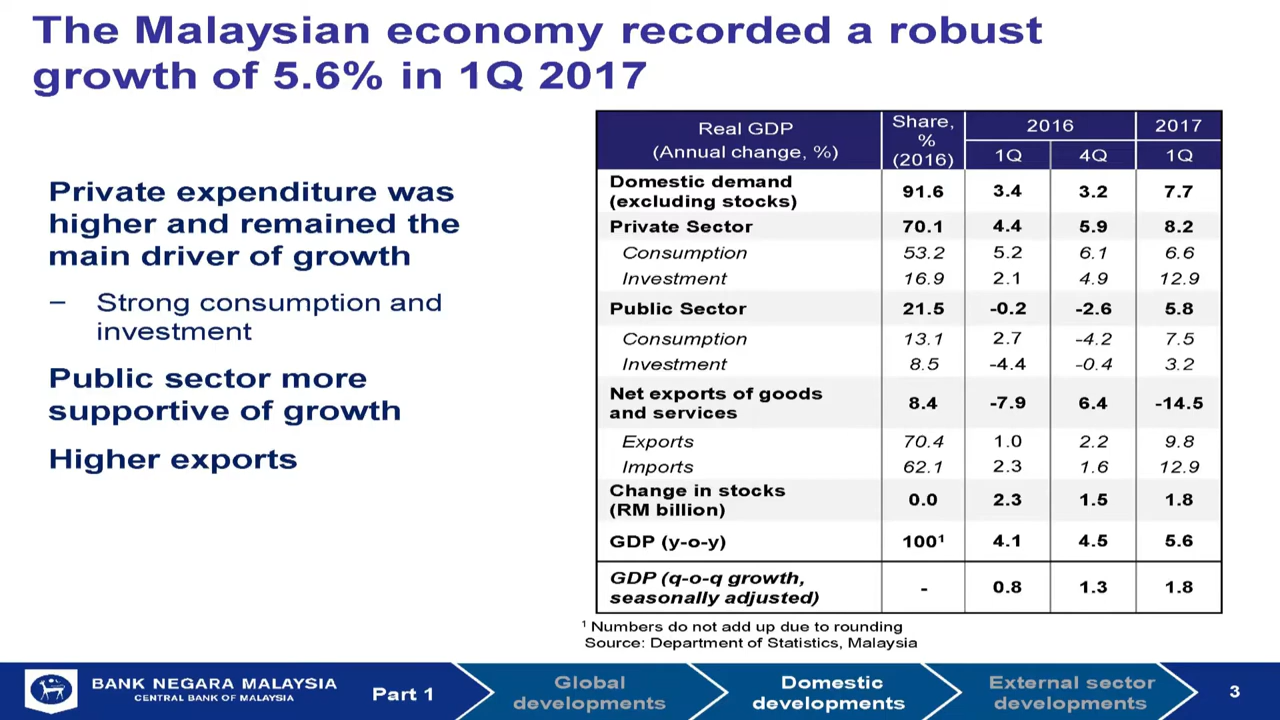 The Malaysian economy recorded a robust
growth of 5.6% in 1Q 2017
Private expenditure was
higher and remained the
main driver of growth
– Strong consumption and
investment
Public sector more
supportive of growth
Higher exports
Real GDP
(Annual change, %)
Share,
%
(2016)
2016 2017
1Q 4Q 1Q
Domestic demand
(excluding stocks) 91.6 3.4 3.2 7.7
Private Sector 70.1 4.4 5.9 8.2
Consumption 53.2 5.2 6.1 6.6
Investment 16.9 2.1 4.9 12.9
Public Sector 21.5 -0.2 -2.6 5.8
Consumption 13.1 2.7 -4.2 7.5
Investment 8.5 -4.4 -0.4 3.2
Net exports of goods
and services 8.4 -7.9 6.4 -14.5
Exports 70.4 1.0 2.2 9.8
Imports 62.1 2.3 1.6 12.9
Change in stocks
(RM billion) 0.0 2.3 1.5 1.8
GDP (y-o-y) 100¹ 4.1 4.5 5.6
GDP (q-o-q growth,
seasonally adjusted) - 0.8 1.3 1.8
¹ Numbers do not add up due to rounding
Source: Department of Statistics, Malaysia
BANK NEGARA MALAYSIA
CENTRAL BANK OF MALAYSIA
Part 1
Global
developments
Domestic
developments
External sector
developments
3